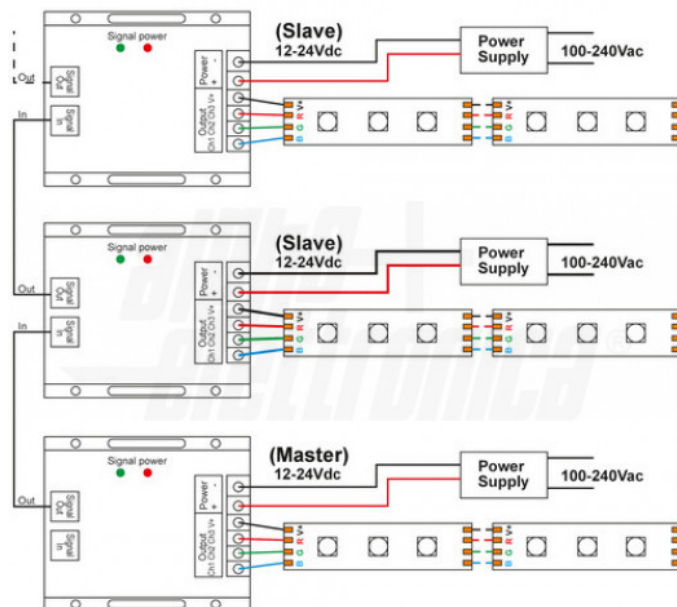 Signal power
(Slave)
12-24Vdc
Power
Supply
100-240Vac
Out
Signal
Out
In
Signal
In
Power
+ -
Output
Ch1 Ch2 Ch3 V+
V+
R
G
B
V+
R
G
B
Signal power
(Slave)
12-24Vdc
Power
Supply
100-240Vac
Out
Signal
Out
In
Signal
In
Power
+ -
Output
Ch1 Ch2 Ch3 V+
V+
R
G
B
V+
R
G
B
Signal power
(Master)
12-24Vdc
Power
Supply
100-240Vac
Out
Signal
Out
Signal
In
Power
+ -
Output
Ch1 Ch2 Ch3 V+
V+
R
G
B
V+
R
G
B
elettronica®